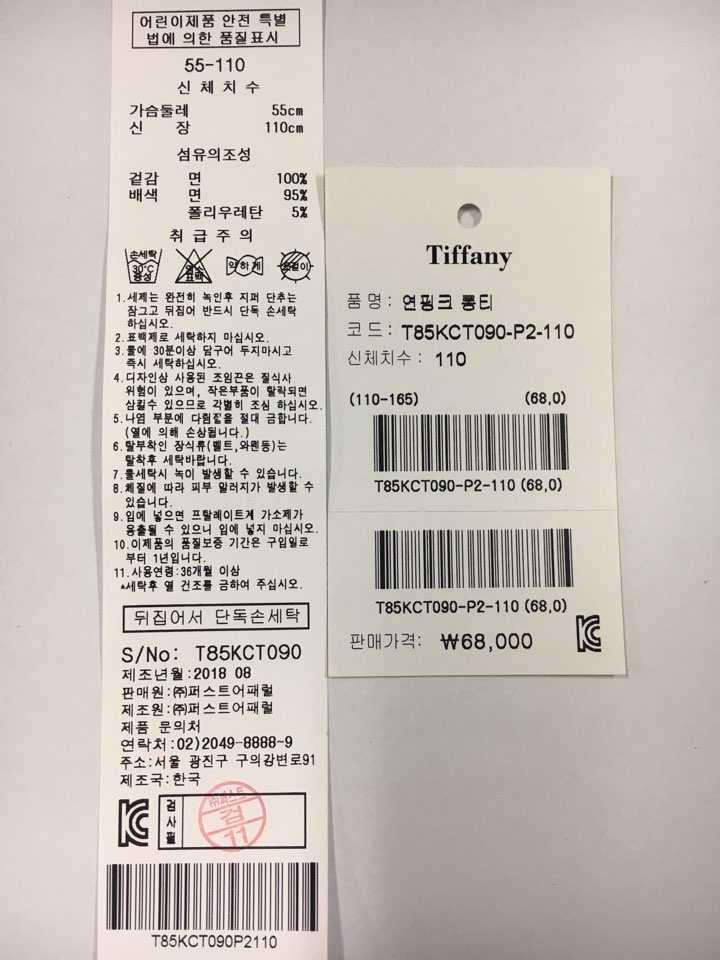 어린이제품 안전 특별
법에 의한 품질표시
55-110
신 체 치 수
가슴둘레 55cm
신 장 110cm
섬유의조성
겉감 면 100%
배색 면 95%
폴리우레탄 5%
취 급 주 의
손세탁
30°C
중성
염소
표백
약하게
옷걸이
1.세제는 완전히 녹인후 지퍼 단추는
잠그고 뒤집어 반드시 단독 손세탁
하십시오.
2.표백제로 세탁하지 마십시오.
3.물에 30분이상 담구어 두지마시고
즉시 세탁하십시오.
4.디자인상 사용된 조임끈은 질식사
위험이 있으며, 작은부품이 탈락되면
삼킬수 있으므로 각별히 조심 하십시오.
5.나염 부분에 다림질을 절대 금합니다.
(열에 의해 손상됩니다.)
6.탈부착인 장식류(벨트,와펜등)는
탈착후 세탁바랍니다.
7.물세탁시 녹이 발생할 수 있습니다.
8.체질에 따라 피부 알러지가 발생할 수
있습니다.
9.입에 넣으면 프탈레이트계 가소제가
용출될 수 있으니 입에 넣지 마십시오.
10.이제품의 품질보증 기간은 구입일로
부터 1년입니다.
11.사용연령:36개월 이상
*세탁후 열 건조를 금하여 주십시오.
뒤집어서 단독손세탁
S/No: T85KCT090
제조년월:2018 08
판매원:㈜퍼스트어패럴
제조원:㈜퍼스트어패럴
제품 문의처
연락처:02)2049-8888~9
주소:서울 광진구 구의강변로91
제조국:한국
KC
검
사
필
㈜퍼스트
검
11
T85KCT090P2110
Tiffany
품 명: 연핑크 롱티
코 드: T85KCT090-P2-110
신체치수: 110
(110-165) (68,0)
T85KCT090-P2-110 (68,0)
T85KCT090-P2-110 (68,0)
판매가격: ₩68,000
KC